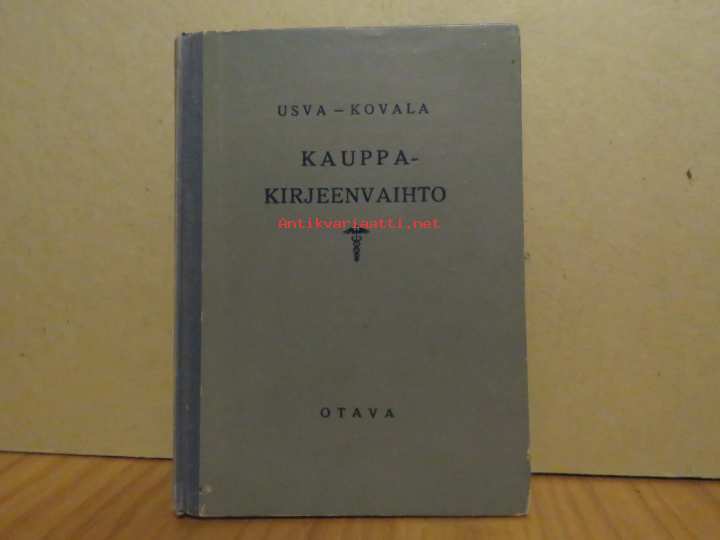 USVA – KOVALA
KAUPPA-
KIRJEENVAIHTO
Antikvariaatti.net
OTAVA